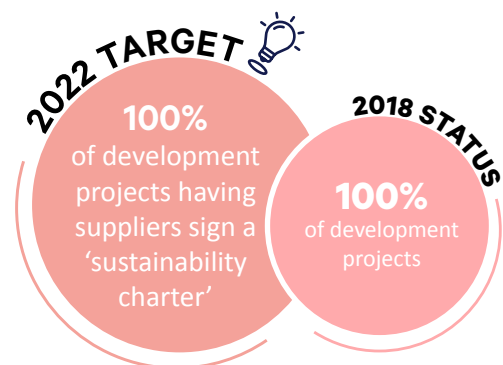 2022 TARGET
100%
of development
projects having
suppliers sign a
‘sustainability
charter’
2018 STATUS
100%
of development
projects